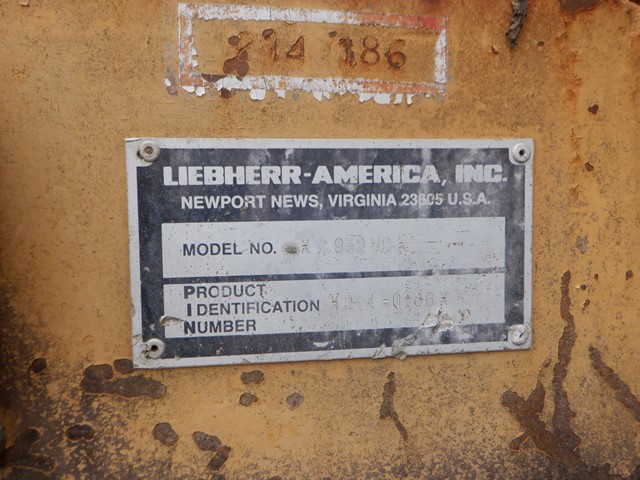 214 186
LIEBHERR-AMERICA, INC.
NEWPORT NEWS, VIRGINIA 23605 U.S.A.
MODEL NO.
PRODUCT
IDENTIFICATION
NUMBER